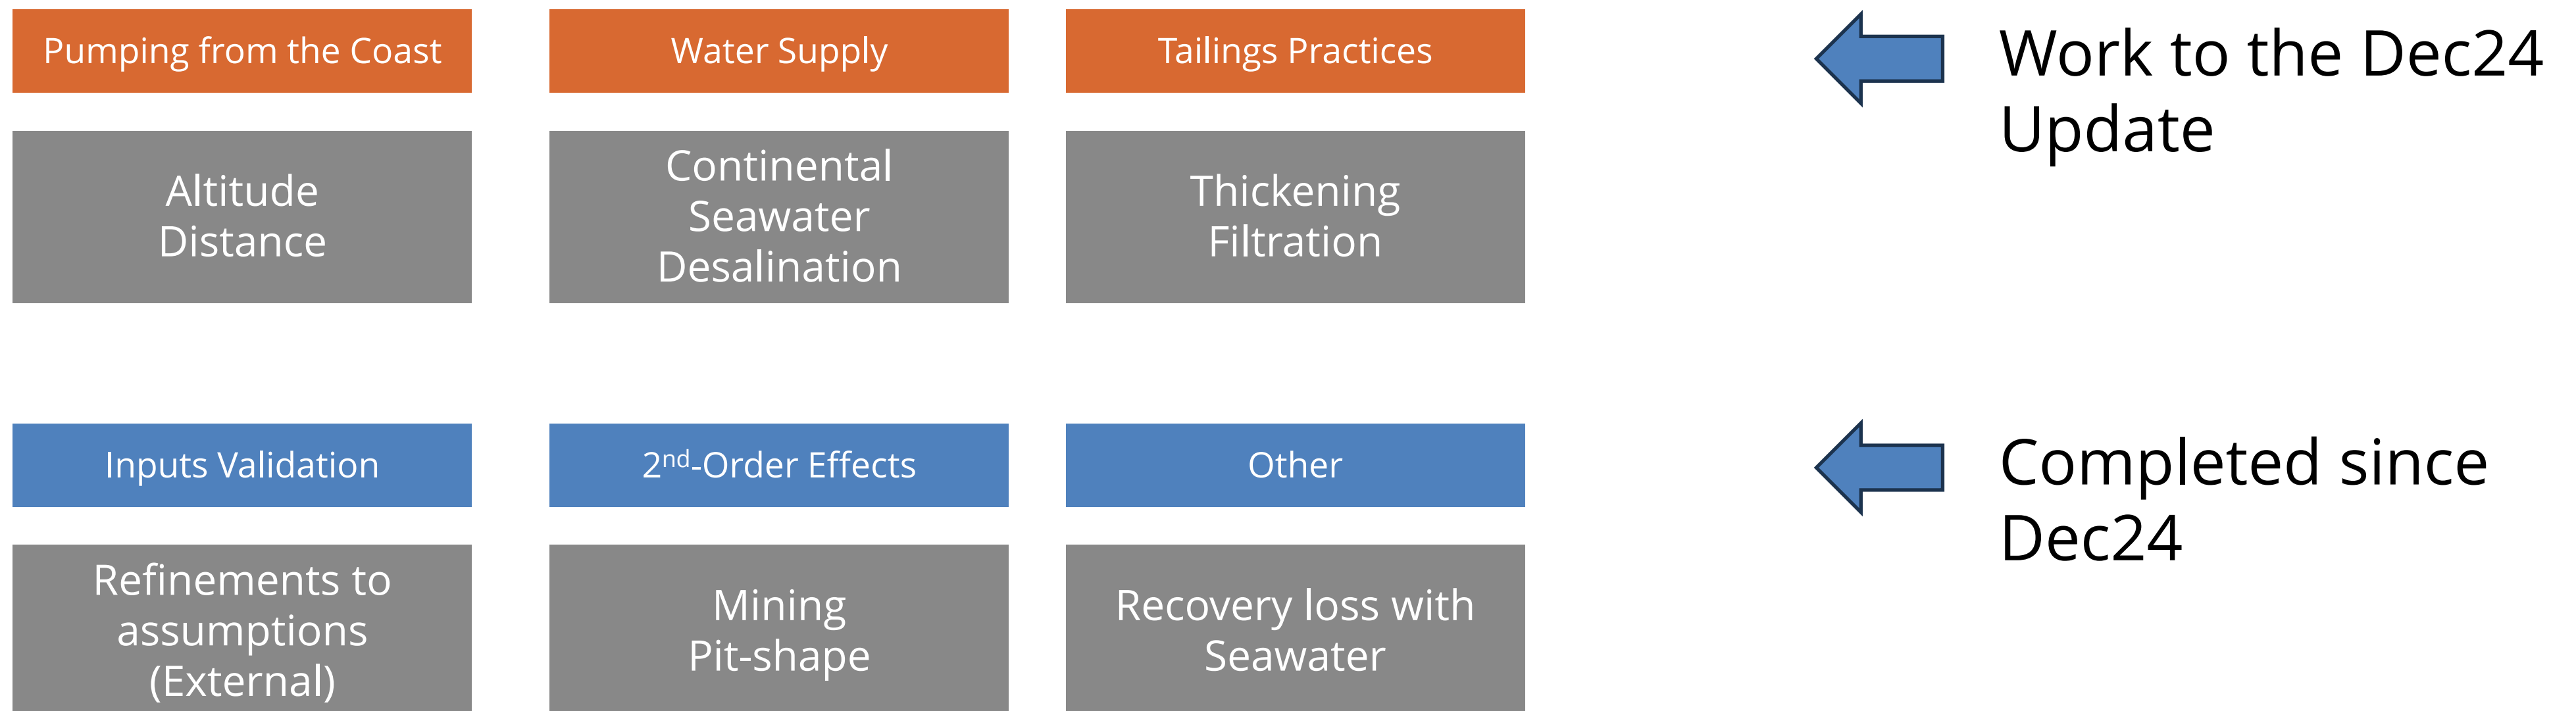 Pumping from the Coast
Water Supply
Tailings Practices
Work to the Dec24
Update
Altitude
Distance
Continental
Seawater
Desalination
Thickening
Filtration
Inputs Validation
2nd-Order Effects
Other
Completed since
Dec24
Refinements to
assumptions
(External)
Mining
Pit-shape
Recovery loss with
Seawater